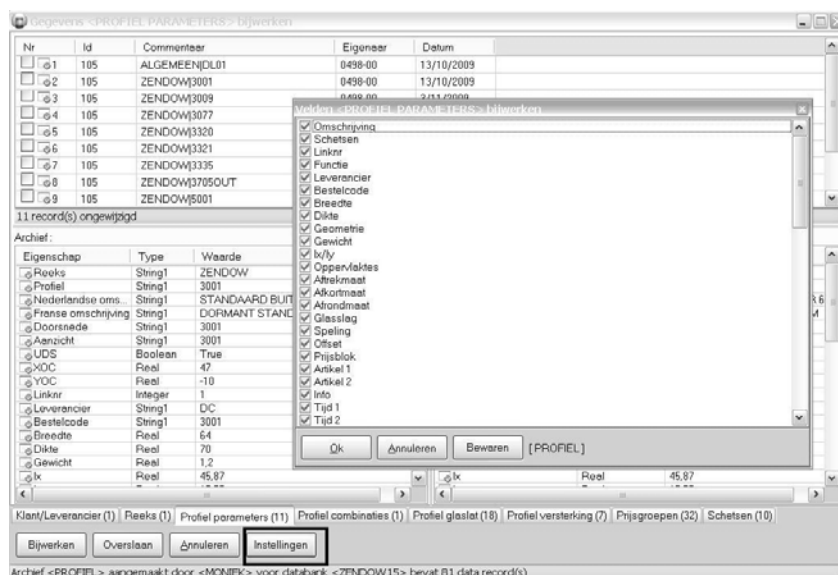 Gegevens <PROFIEL PARAMETERS> bijwerken
Nr Id Commentaar Eigenaar Datum
1 105 ALGEMEEN|DL01 0498-00 13/10/2009
2 105 ZENDOW|3001 0498-00 13/10/2009
3 105 ZENDOW|3009 0498-00 3/11/2009
4 105 ZENDOW|3077
5 105 ZENDOW|3320
6 105 ZENDOW|3321
7 105 ZENDOW|3335
8 105 ZENDOW|3705OUT
9 105 ZENDOW|5001
11 record(s) ongewijzigd
Archief:
Eigenschap Type Waarde
Reeks String1 ZENDOW
Profiel String1 3001
Nederlandse oms... String1 STANDAARD BUIT
Franse omschrijving String1 DORMANT STAND
Doorsnede String1 3001
Aanzicht String1 3001
UDS Boolean True
XOC Real 47
YOC Real -10
Linknr Integer 1
Leverancier String1 DC
Bestelcode String1 3001
Breedte Real 64
Dikte Real 70
Gewicht Real 1,2
Ix Real 45,87
Ix Real 45,87
Velden <PROFIEL PARAMETERS> bijwerken
Omschrijving
Schetsen
Linknr
Functie
Leverancier
Bestelcode
Breedte
Dikte
Geometrie
Gewicht
Ix/Iy
Oppervlaktes
Aftrekmaat
Afkortmaat
Afrondmaat
Glasslag
Speling
Offset
Prijsblok
Artikel 1
Artikel 2
Info
Tijd 1
Tijd 2
Ok Annuleren Bewaren [PROFIEL]
Klant/Leverancier (1) Reeks (1) Profiel parameters (11) Profiel combinaties (1) Profiel glaslat (18) Profiel versterking (7) Prijsgroepen (32) Schetsen (10)
Bijwerken Overslaan Annuleren Instellingen
Archief <PROFIEL> aangemaakt door <MONIEK> voor databank <ZENDOW15> bevat 81 data record(s)